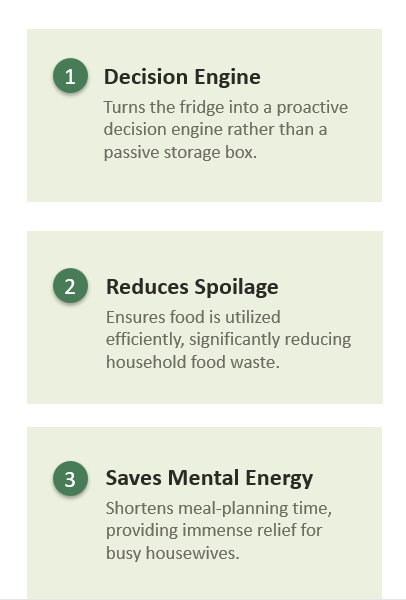 1 Decision Engine
Turns the fridge into a proactive
decision engine rather than a
passive storage box.
2 Reduces Spoilage
Ensures food is utilized
efficiently, significantly reducing
household food waste.
3 Saves Mental Energy
Shortens meal-planning time,
providing immense relief for
busy housewives.